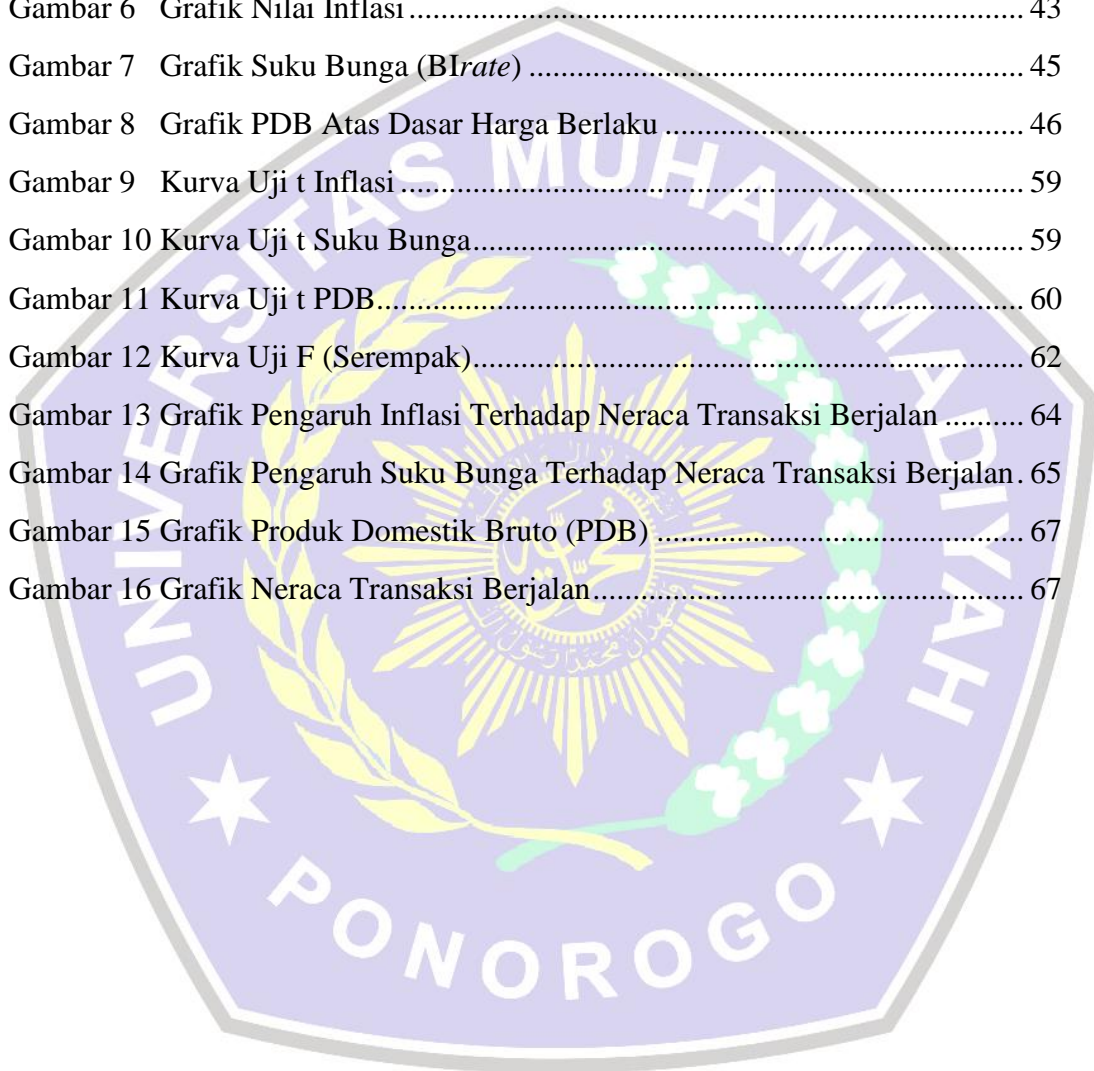 Gambar 6 Grafik Nilai Inflasi ........................................................................... 43
Gambar 7 Grafik Suku Bunga (BIrate) ............................................................ 45
Gambar 8 Grafik PDB Atas Dasar Harga Berlaku ........................................... 46
Gambar 9 Kurva Uji t Inflasi ............................................................................ 59
Gambar 10 Kurva Uji t Suku Bunga................................................................... 59
Gambar 11 Kurva Uji t PDB............................................................................... 60
Gambar 12 Kurva Uji F (Serempak)................................................................... 62
Gambar 13 Grafik Pengaruh Inflasi Terhadap Neraca Transaksi Berjalan .......... 64
Gambar 14 Grafik Pengaruh Suku Bunga Terhadap Neraca Transaksi Berjalan. 65
Gambar 15 Grafik Produk Domestik Bruto (PDB) ............................................. 67
Gambar 16 Grafik Neraca Transaksi Berjalan..................................................... 67
UNIVERSITAS MUHAMMADIYAH
PONOROGO